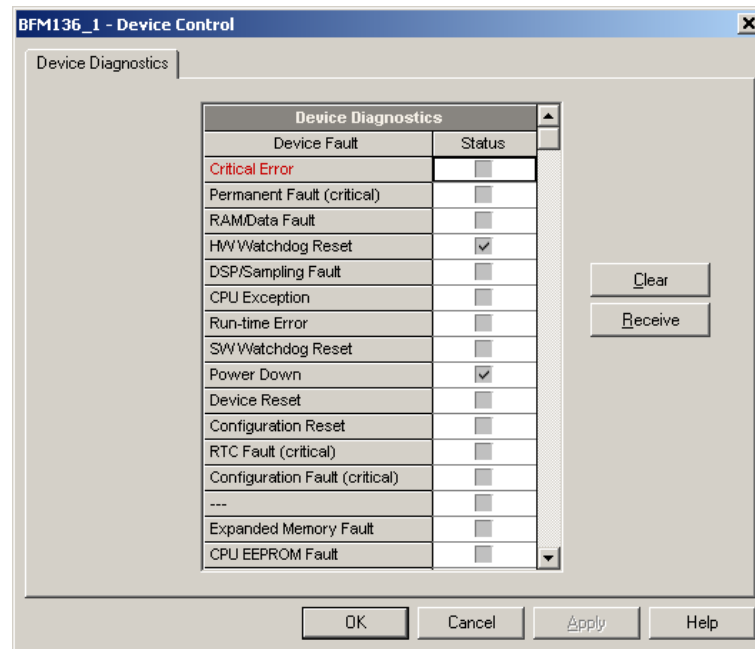 BFM136_1 - Device Control
Device Diagnostics
Device Diagnostics
Device Fault Status
Critical Error
Permanent Fault (critical)
RAM/Data Fault
HW Watchdog Reset
DSP/Sampling Fault
CPU Exception
Run-time Error
SW Watchdog Reset
Power Down
Device Reset
Configuration Reset
RTC Fault (critical)
Configuration Fault (critical)
---
Expanded Memory Fault
CPU EEPROM Fault
Clear
Receive
OK Cancel Apply Help